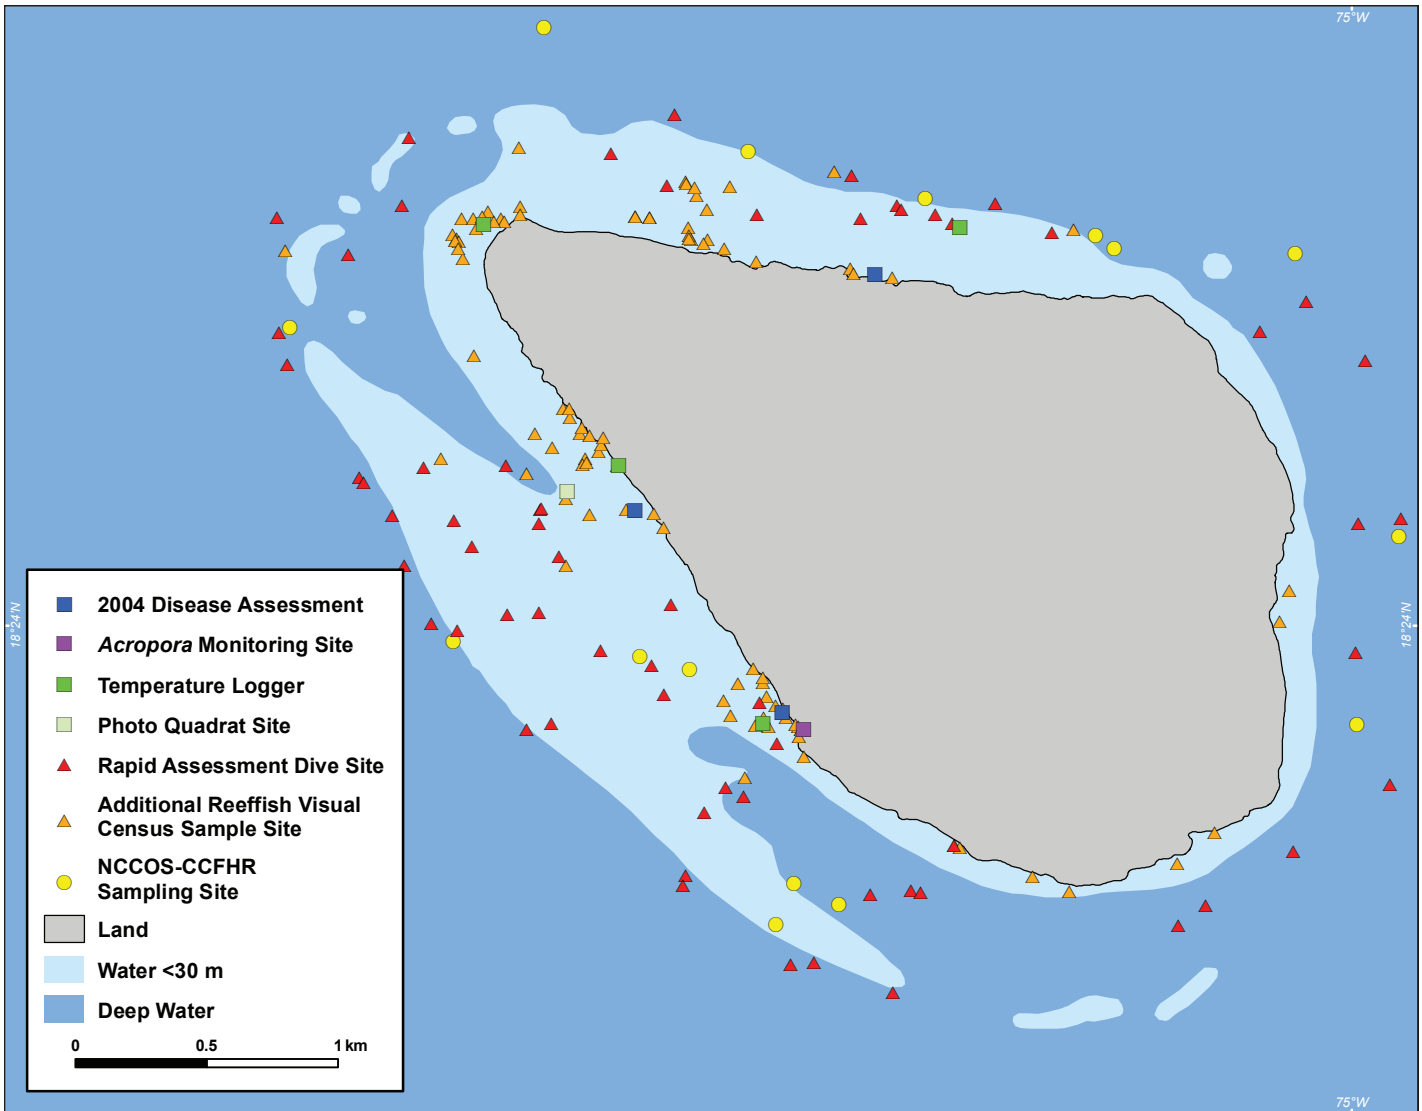 75°W
18°24'N
18°24'N
2004 Disease Assessment
Acropora Monitoring Site
Temperature Logger
Photo Quadrat Site
Rapid Assessment Dive Site
Additional Reeffish Visual
Census Sample Site
NCCOS-CCFHR
Sampling Site
Land
Water <30 m
Deep Water
0 0.5 1 km
75°W